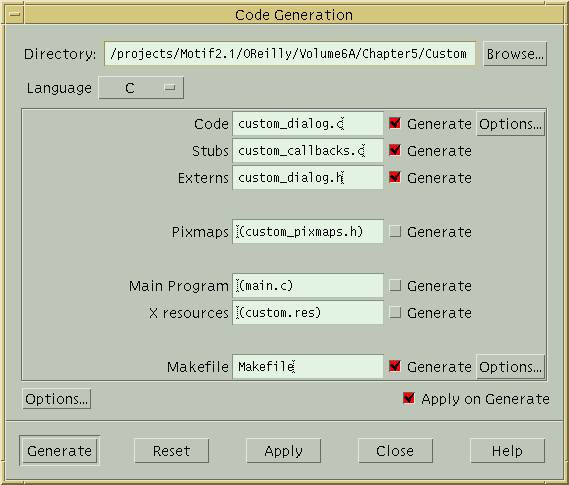 Code Generation
Directory: /projects/Motif2.1/OReilly/Volume6A/Chapter5/Custom Browse...
Language C
Code custom_dialog.c Generate Options...
Stubs custom_callbacks.c Generate
Externs custom_dialog.h Generate
Pixmaps (custom_pixmaps.h) Generate
Main Program (main.c) Generate
X resources (custom.res) Generate
Makefile Makefile Generate Options...
Options... Apply on Generate
Generate Reset Apply Close Help